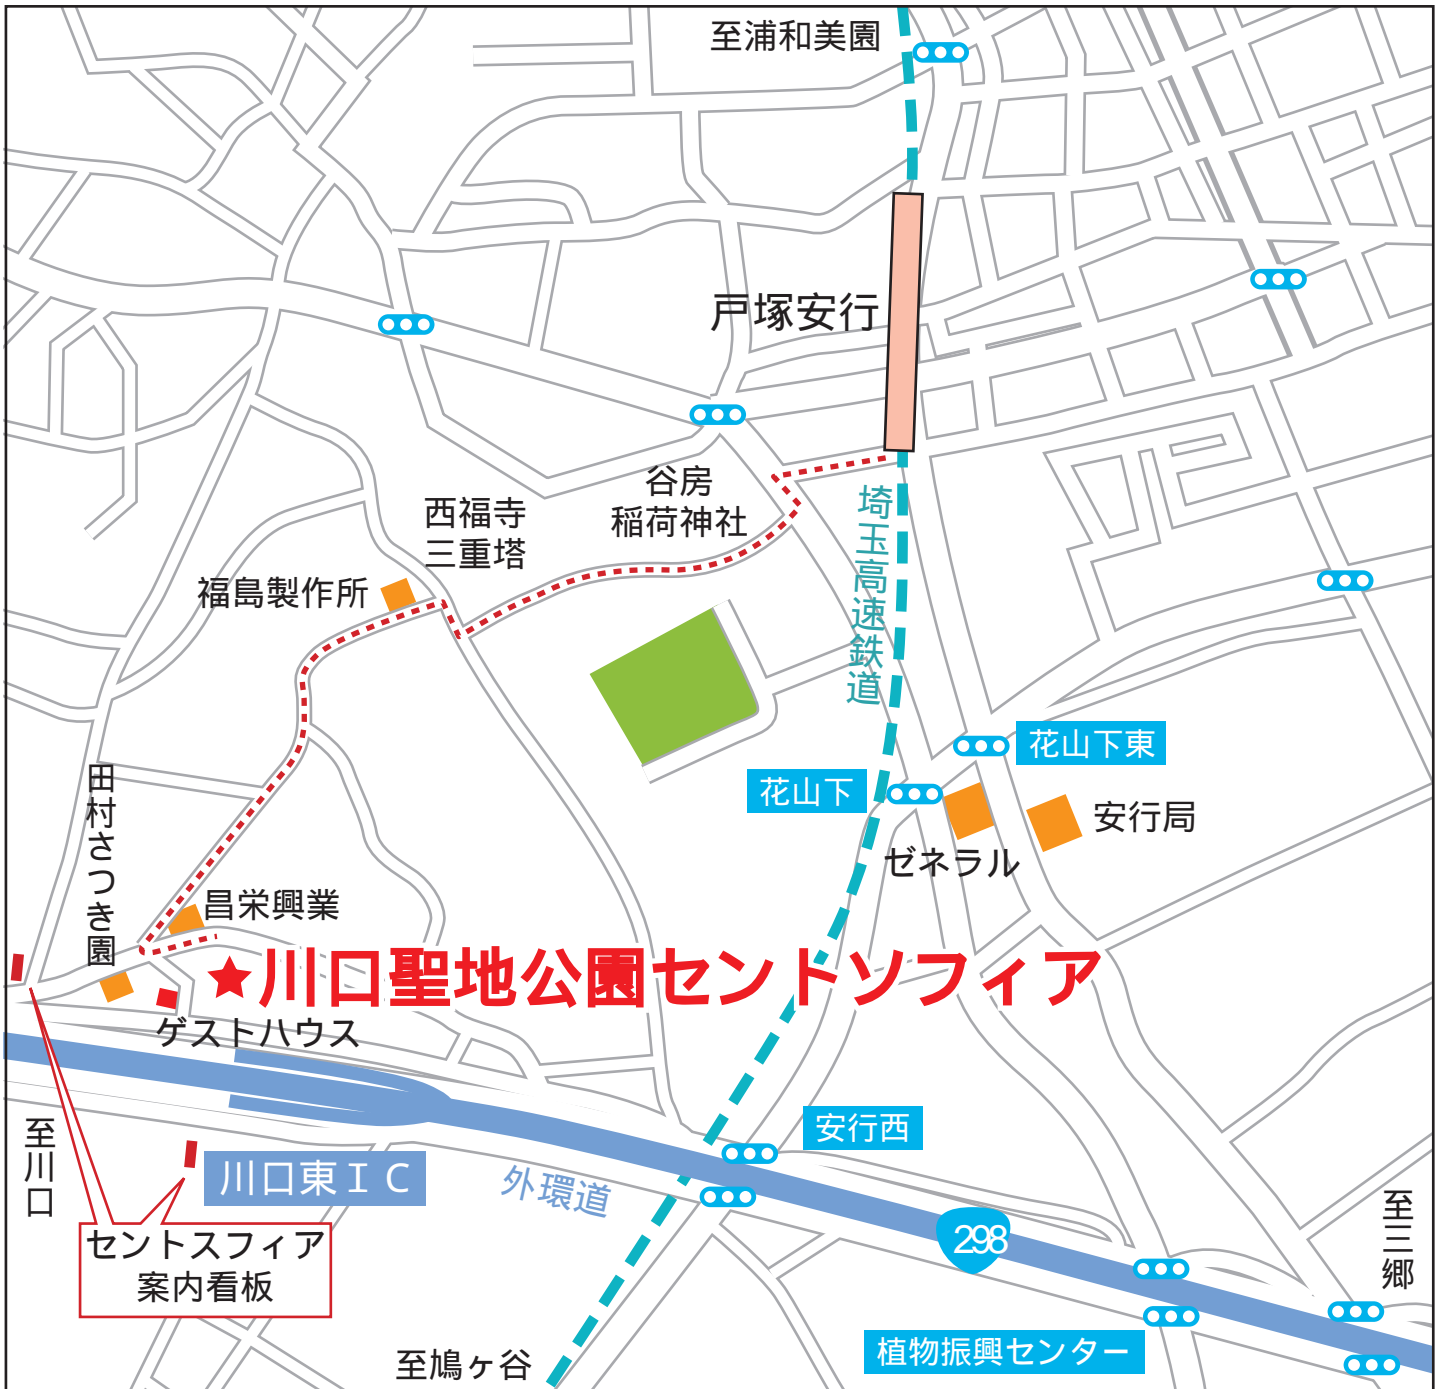 至浦和美園
戸塚安行
谷房
稲荷神社
西福寺
三重塔
福島製作所
埼玉高速鉄道
花山下東
花山下
安行局
ゼネラル
田村さつき園
昌栄興業
★川口聖地公園セントソフィア
ゲストハウス
至川口
安行西
川口東ＩＣ
外環道
298
至三郷
セントスフィア
案内看板
植物振興センター
至鳩ヶ谷